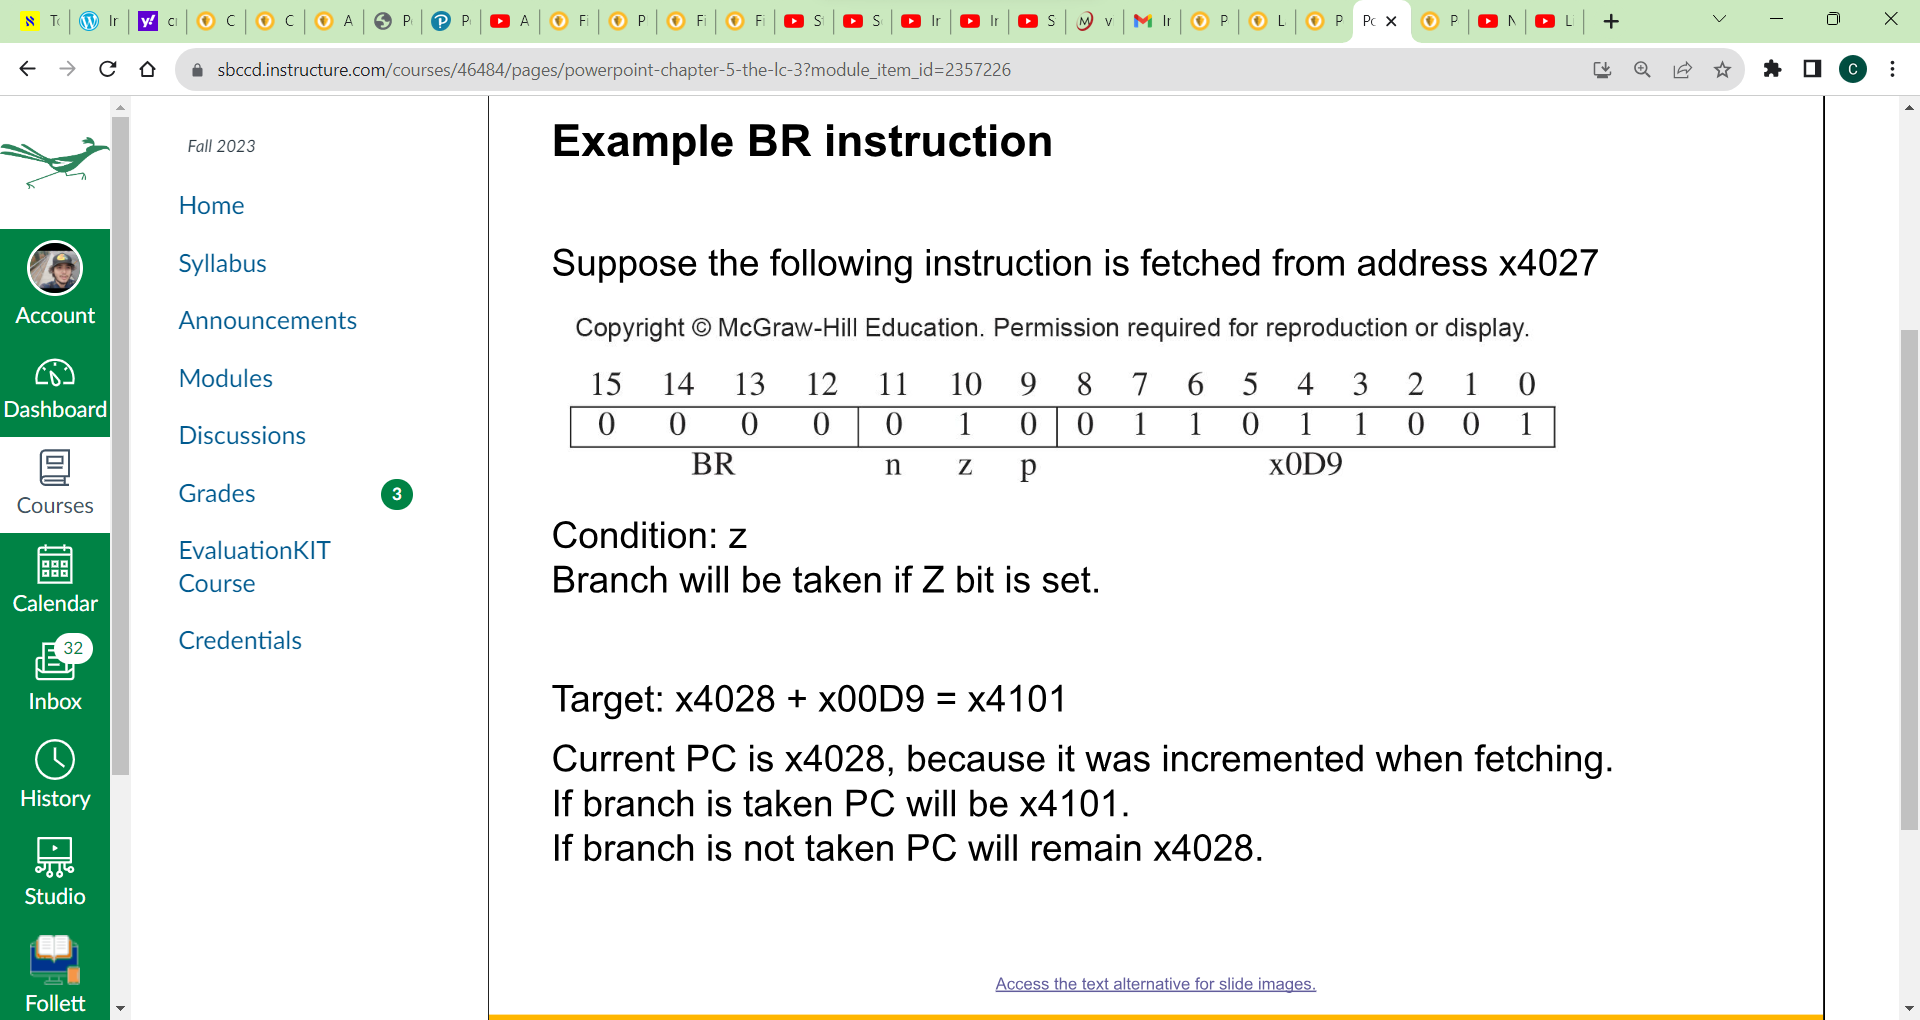 sbccd.instructure.com/courses/46484/pages/powerpoint-chapter-5-the-lc-3?module_item_id=2357226
C
Account
Dashboard
Courses
Calendar
32
Inbox
History
Studio
Follett
Fall 2023
Home
Syllabus
Announcements
Modules
Discussions
Grades
3
EvaluationKIT
Course
Credentials
Example BR instruction
Suppose the following instruction is fetched from address x4027
Copyright © McGraw-Hill Education. Permission required for reproduction or display.
15 14 13 12 11 10 9 8 7 6 5 4 3 2 1 0
0 0 0 0 0 1 0 0 1 1 0 1 1 0 0 1
BR n z p x0D9
Condition: z
Branch will be taken if Z bit is set.
Target: x4028 + x00D9 = x4101
Current PC is x4028, because it was incremented when fetching.
If branch is taken PC will be x4101.
If branch is not taken PC will remain x4028.
Access the text alternative for slide images.